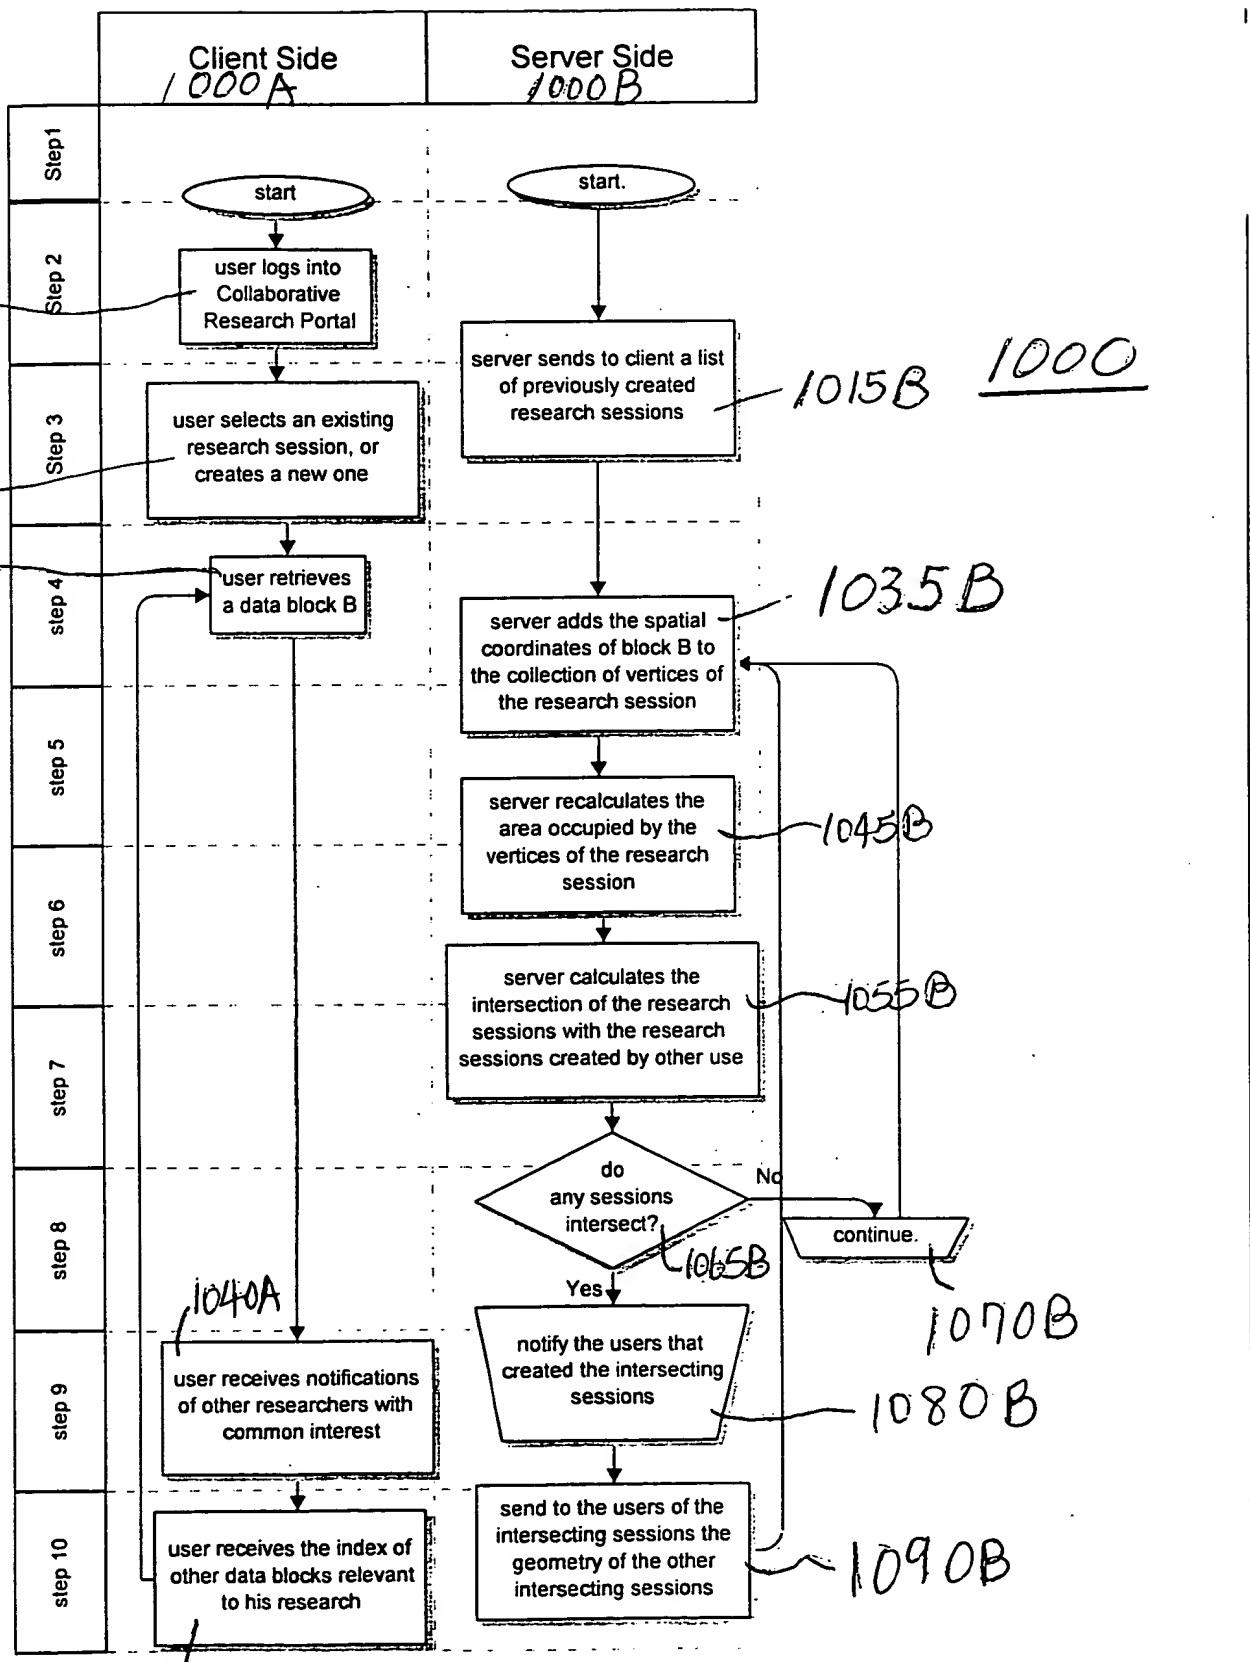 Client Side
1000A
Server Side
1000B
Step1
start
start.
Step 2
user logs into
Collaborative
Research Portal
server sends to client a list
of previously created
research sessions
1015B
1000
Step 3
user selects an existing
research session, or
creates a new one
step 4
user retrieves
a data block B
server adds the spatial
coordinates of block B to
the collection of vertices of
the research session
1035B
step 5
server recalculates the
area occupied by the
vertices of the research
session
1045B
step 6
server calculates the
intersection of the research
sessions with the research
sessions created by other use
1055B
step 7
do
any sessions
intersect?
No
1065B
continue.
1070B
step 8
Yes
1040A
notify the users that
created the intersecting
sessions
1080B
step 9
user receives notifications
of other researchers with
common interest
send to the users of the
intersecting sessions the
geometry of the other
intersecting sessions
1090B
step 10
user receives the index of
other data blocks relevant
to his research